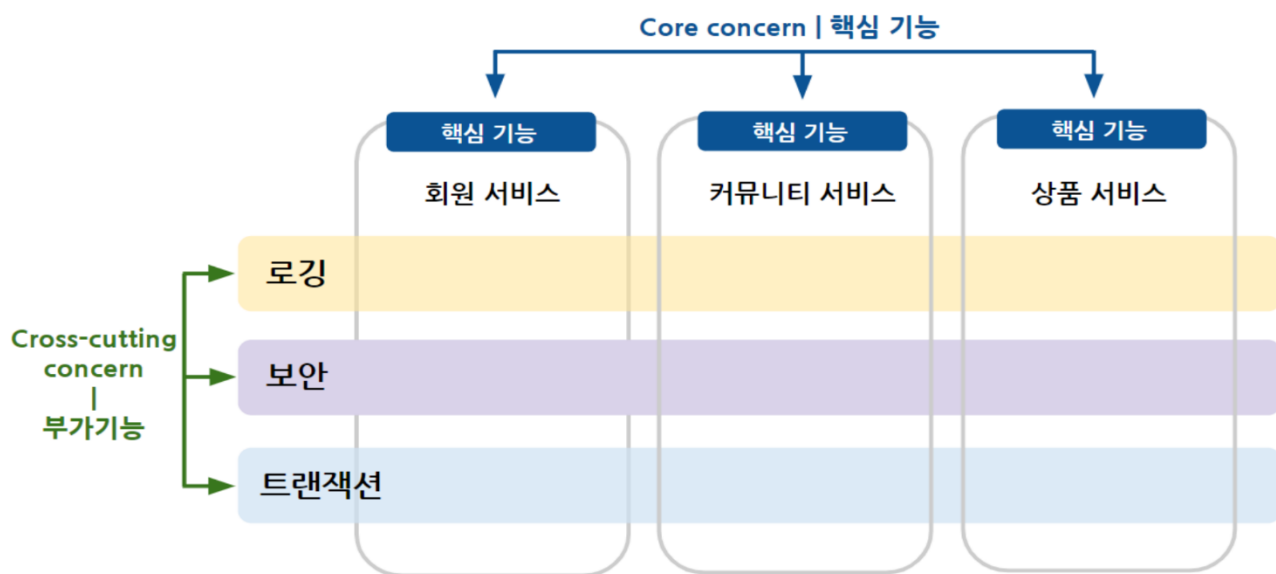 Core concern | 핵심 기능
핵심 기능
핵심 기능
핵심 기능
회원 서비스
커뮤니티 서비스
상품 서비스
로깅
Cross-cutting
concern
|
부가기능
보안
트랜잭션